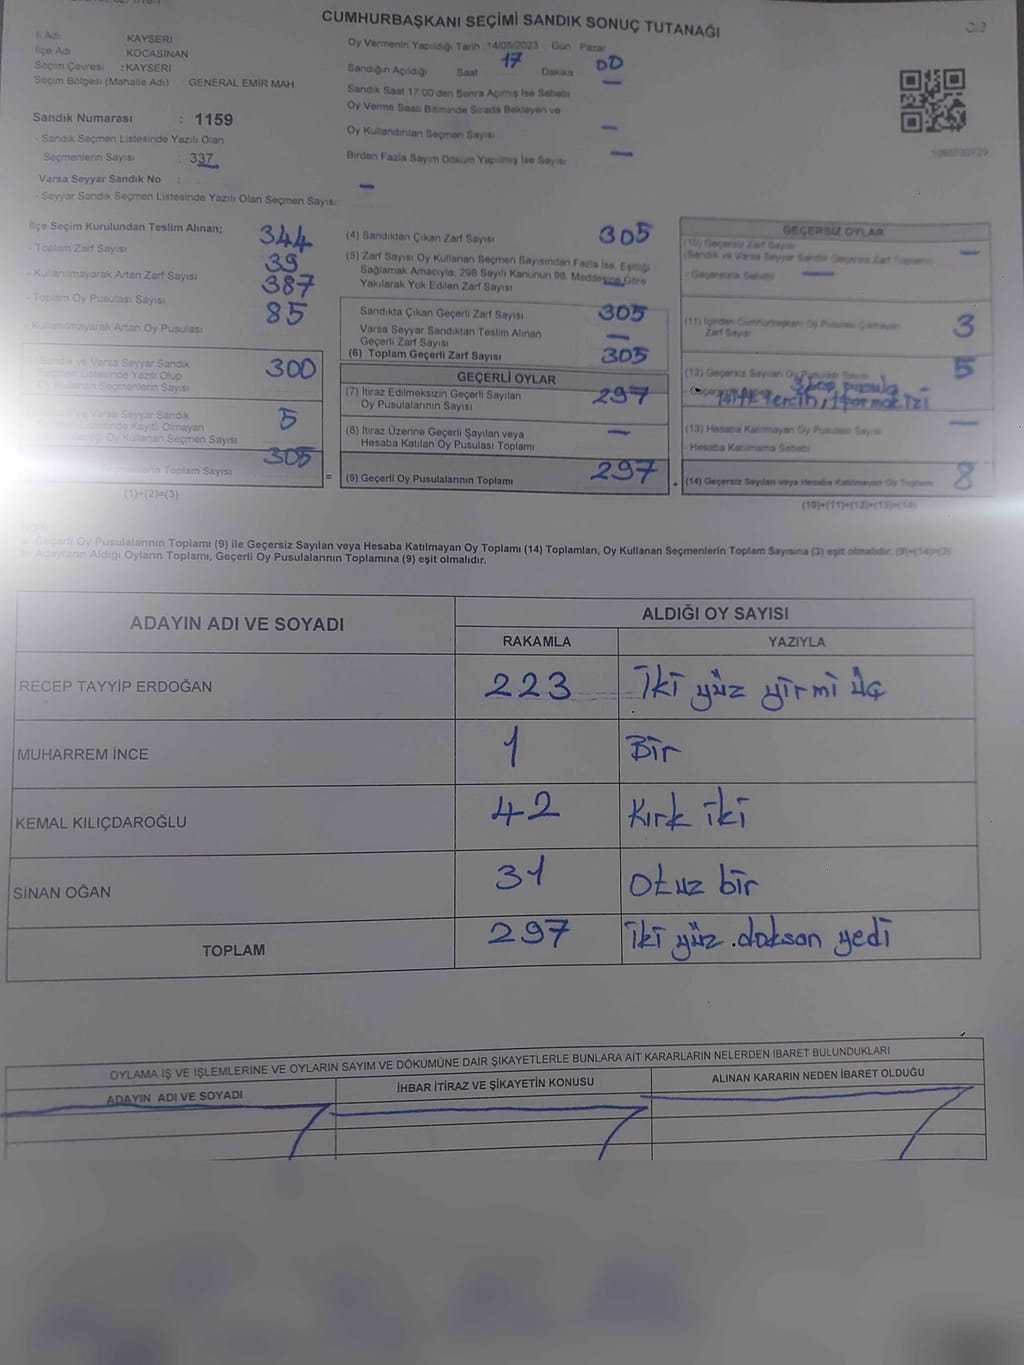 CUMHURBAŞKANI SEÇİMİ SANDIK SONUÇ TUTANAĞI
İl Adı : KAYSERİ
İlçe Adı : KOCASİNAN
Seçim Çevresi : KAYSERİ
Seçim Bölgesi (Mahalle Adı) GENERAL EMİR MAH
Sandık Numarası : 1159
- Sandık Seçmen Listesinde Yazılı Olan
Seçmenlerin Sayısı : 337
Varsa Seyyar Sandık No :
- Seyyar Sandık Seçmen Listesinde Yazılı Olan Seçmen Sayısı —
Oy Vermenin Yapıldığı Tarih 14/05/2023 Gün Pazar
Sandığın Açıldığı Saat 17 Dakika 00
Sandık Saat 17:00'den Sonra Açılmış İse Sebebi —
Oy Verme Saati Bitiminde Sırada Bekleyen ve
Oy Kullandırılan Seçmen Sayısı —
Birden Fazla Sayım Döküm Yapılmış İse Sayısı —
İlçe Seçim Kurulundan Teslim Alınan;
- Toplam Zarf Sayısı 344
- Kullanılmayarak Artan Zarf Sayısı 39
- Toplam Oy Pusulası Sayısı 387
- Kullanılmayarak Artan Oy Pusulası 85
Sandık ve Varsa Seyyar Sandık
Seçmen Listesinde Yazılı Olup
Oy Kullanan Seçmenlerin Sayısı 300
ve Varsa Seyyar Sandık
Listesinde Kayıtlı Olmayan
Oy Kullanan Seçmen Sayısı 5
Seçmenlerin Toplam Sayısı 305
(1)+(2)=(3)
(4) Sandıktan Çıkan Zarf Sayısı 305
(5) Zarf Sayısı Oy Kullanan Seçmen Sayısından Fazla İse, Eşitliği
Sağlamak Amacıyla, 298 Sayılı Kanunun 98. Maddesine Göre
Yakılarak Yok Edilen Zarf Sayısı —
Sandıkta Çıkan Geçerli Zarf Sayısı 305
Varsa Seyyar Sandıktan Teslim Alınan
Geçerli Zarf Sayısı —
(6) Toplam Geçerli Zarf Sayısı 305
GEÇERLİ OYLAR
(7) İtiraz Edilmeksizin Geçerli Sayılan
Oy Pusulalarının Sayısı 297
(8) İtiraz Üzerine Geçerli Sayılan veya
Hesaba Katılan Oy Pusulası Toplamı —
= (9) Geçerli Oy Pusulalarının Toplamı 297 +
GEÇERSİZ OYLAR
(10) Geçersiz Zarf Sayısı
(Sandık ve Varsa Seyyar Sandık Geçersiz Zarf Toplamı) —
- Geçersizlik Sebebi —
(11) İçinden Cumhurbaşkanı Oy Pusulası Çıkmayan
Zarf Sayısı 3
(12) Geçersiz Sayılan Oy Pusula Sayısı 5
3 boş pusula
tercih, 1 parmak izi
(13) Hesaba Katılmayan Oy Pusula Sayısı —
- Hesaba Katılmama Sebebi
(14) Geçersiz Sayılan veya Hesaba Katılmayan Oy Toplamı 8
(10)+(11)+(12)+(13)=(14)
NOT:
a- Geçerli Oy Pusulalarının Toplamı (9) ile Geçersiz Sayılan veya Hesaba Katılmayan Oy Toplamı (14) Toplamları, Oy Kullanan Seçmenlerin Toplam Sayısına (3) eşit olmalıdır. (9)+(14)=(3)
b- Adayların Aldığı Oyların Toplamı, Geçerli Oy Pusulalarının Toplamına (9) eşit olmalıdır.
ADAYIN ADI VE SOYADI ALDIĞI OY SAYISI
RAKAMLA YAZIYLA
RECEP TAYYİP ERDOĞAN 223 İki yüz yirmi üç
MUHARREM İNCE 1 Bir
KEMAL KILIÇDAROĞLU 42 Kırk iki
SİNAN OĞAN 31 Otuz bir
TOPLAM 297 İki yüz doksan yedi
OYLAMA İŞ VE İŞLEMLERİNE VE OYLARIN SAYIM VE DÖKÜMÜNE DAİR ŞİKAYETLERLE BUNLARA AİT KARARLARIN NELERDEN İBARET BULUNDUKLARI
ADAYIN ADI VE SOYADI İHBAR İTİRAZ VE ŞİKAYETİN KONUSU ALINAN KARARIN NEDEN İBARET OLDUĞU